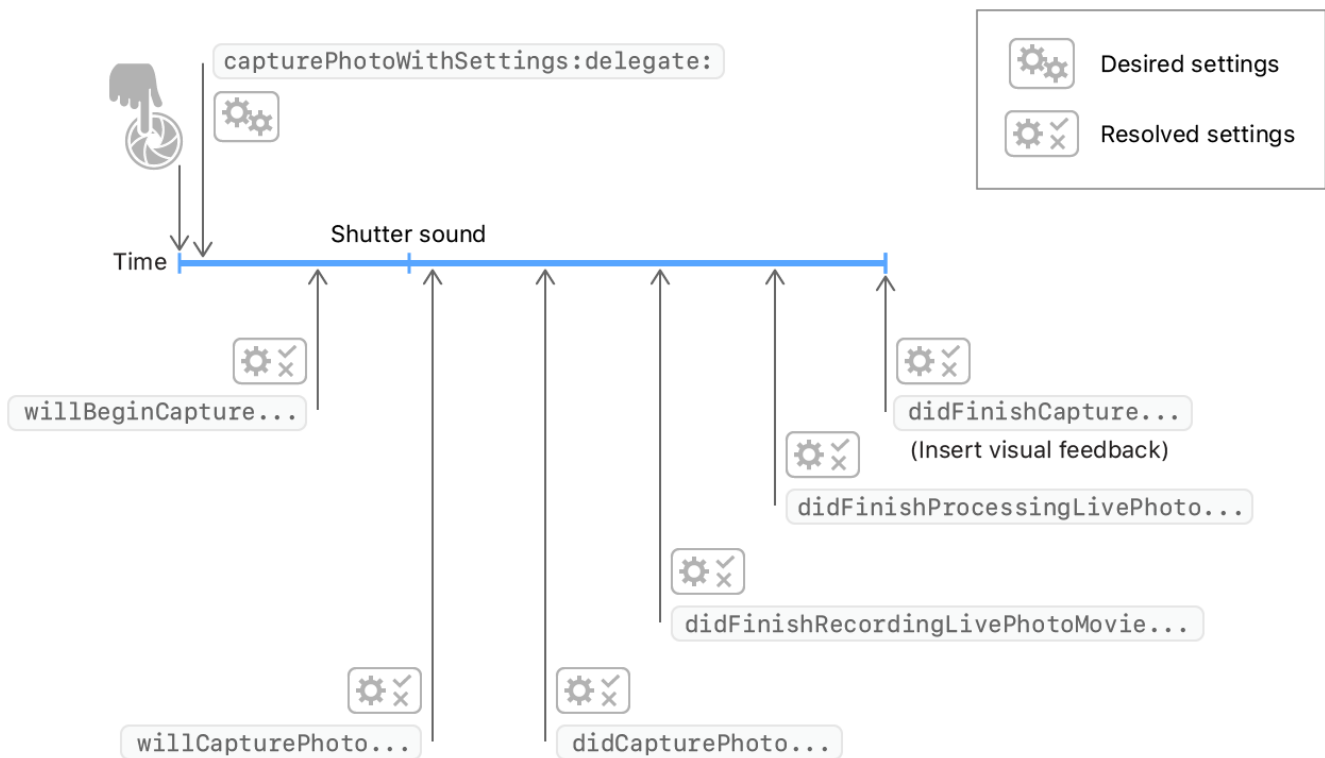 capturePhotoWithSettings:delegate:
Desired settings
Resolved settings
Shutter sound
Time
willBeginCapture...
didFinishCapture...
(Insert visual feedback)
didFinishProcessingLivePhoto...
didFinishRecordingLivePhotoMovie...
willCapturePhoto...
didCapturePhoto...